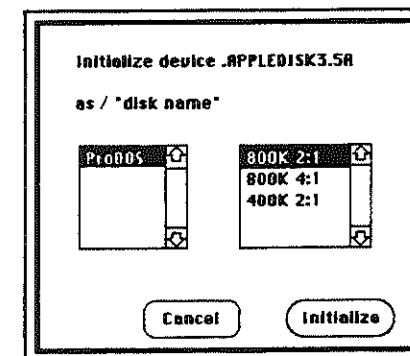 Initialize device .APPLEDISK3.5A
as / "disk name"
ProDOS
800K 2:1
800K 4:1
400K 2:1
Cancel
Initialize